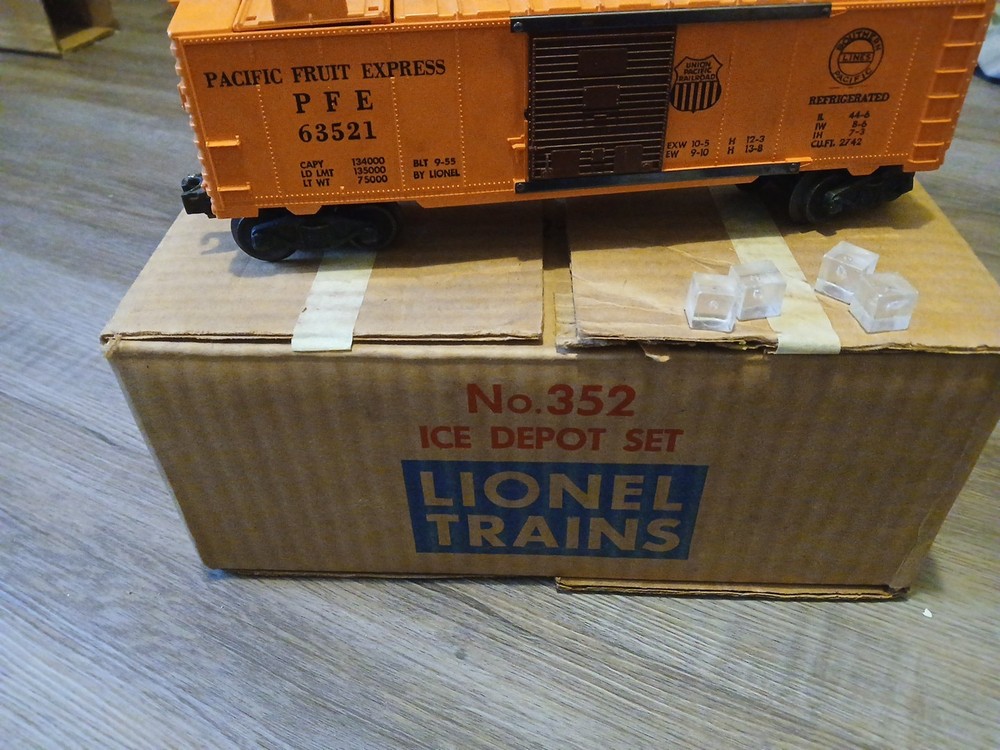 PACIFIC FRUIT EXPRESS
PFE
63521
CAPY 134000
LD LMT 135000
LT WT 75000
BLT 9-55
BY LIONEL
UNION
PACIFIC
RAILROAD
EXW 10-5 H 12-3
EW 9-10 H 13-8
SOUTHERN
LINES
PACIFIC
REFRIGERATED
IL 44-6
IW 8-6
IH 7-3
CU.FT. 2742
No.352
ICE DEPOT SET
LIONEL
TRAINS